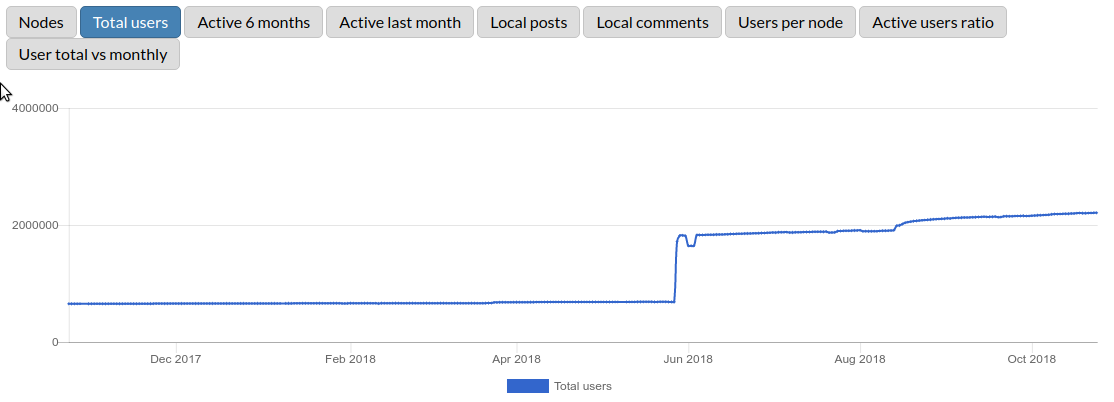 Nodes Total users Active 6 months Active last month Local posts Local comments Users per node Active users ratio
User total vs monthly
4000000
2000000
0
Dec 2017 Feb 2018 Apr 2018 Jun 2018 Aug 2018 Oct 2018
Total users